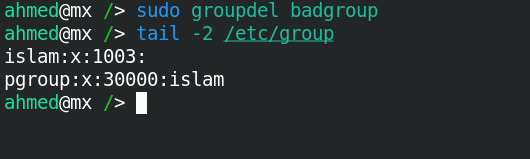 ahmed@mx /> sudo groupdel badgroup
ahmed@mx /> tail -2 /etc/group
islam:x:1003:
pgroup:x:30000:islam
ahmed@mx />